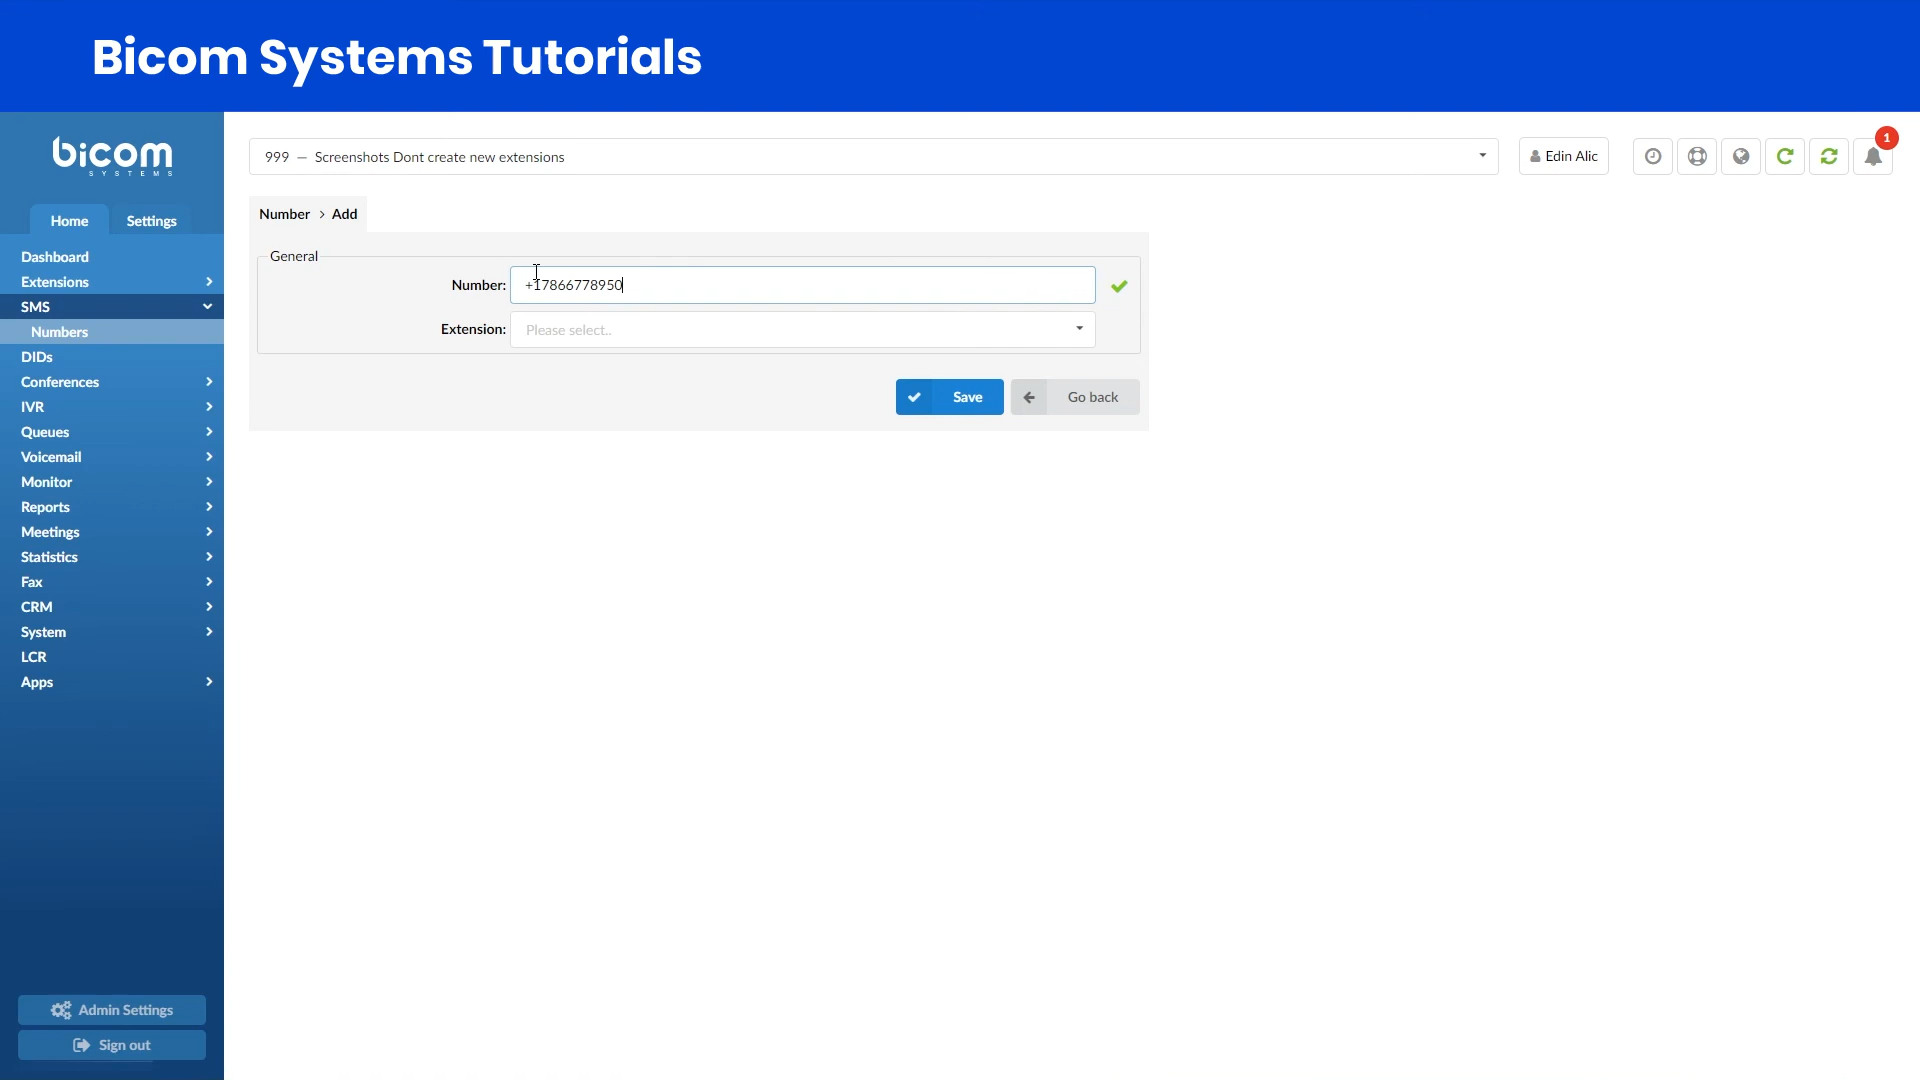 Bicom Systems Tutorials
bicom
SYSTEMS
Home
Settings
Dashboard
Extensions
SMS
Numbers
DIDs
Conferences
IVR
Queues
Voicemail
Monitor
Reports
Meetings
Statistics
Fax
CRM
System
LCR
Apps
Admin Settings
Sign out
999 — Screenshots Dont create new extensions
Edin Alic
1
Number > Add
General
Number: +17866778950
Extension: Please select..
Save
Go back